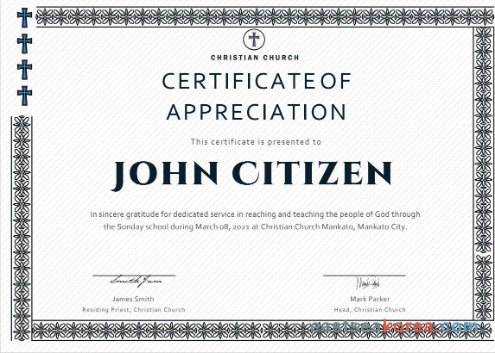 CHRISTIAN CHURCH
CERTIFICATE OF
APPRECIATION
This certificate is presented to
JOHN CITIZEN
In sincere gratitude for dedicated service in reaching and teaching the people of God through
the Sunday school during March 08, 2021 at Christian Church Mankato, Mankato City.
James Smith
Residing Priest, Christian Church
Mark Parker
Head, Christian Church